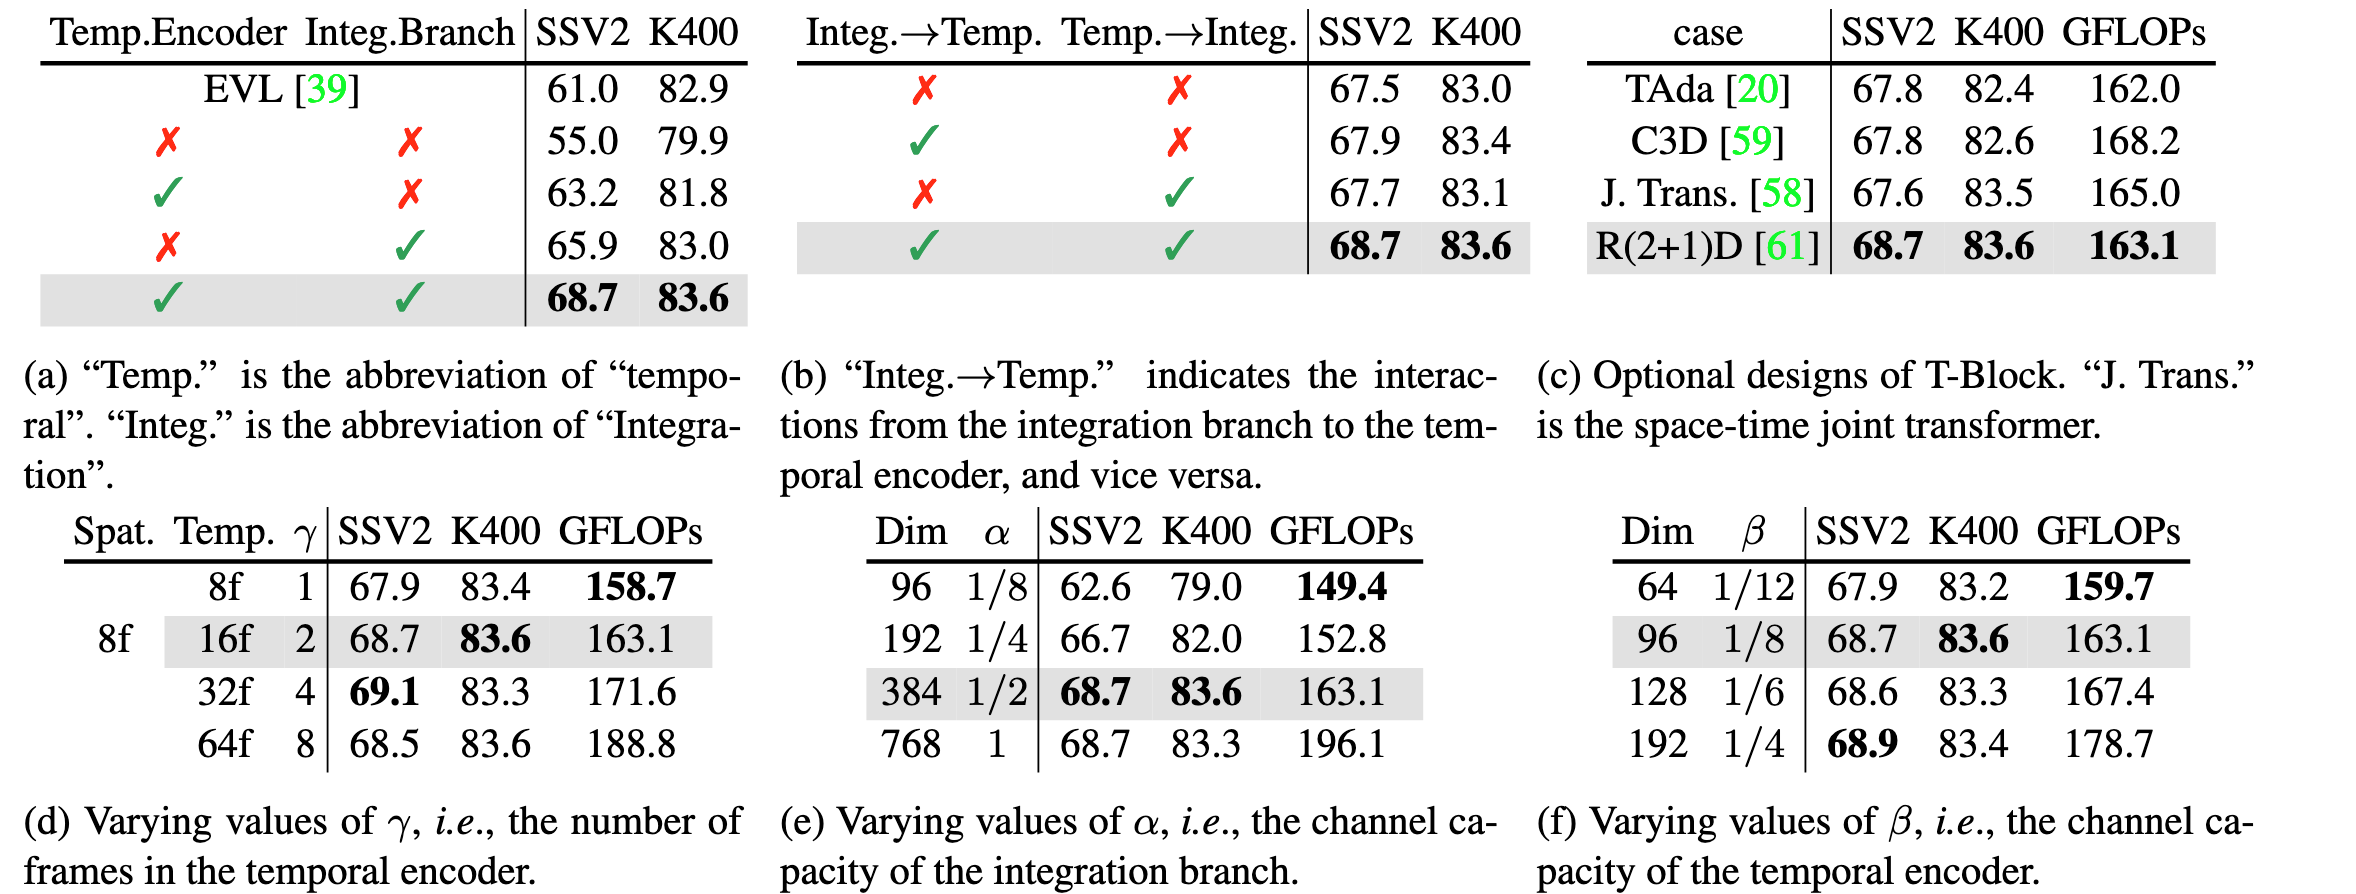 Temp.Encoder Integ.Branch SSV2 K400
EVL [39] 61.0 82.9
✗ ✗ 55.0 79.9
✓ ✗ 63.2 81.8
✗ ✓ 65.9 83.0
✓ ✓ 68.7 83.6
(a) “Temp.” is the abbreviation of “tempo-
ral”. “Integ.” is the abbreviation of “Integra-
tion”.
Integ.→Temp. Temp.→Integ. SSV2 K400
✗ ✗ 67.5 83.0
✓ ✗ 67.9 83.4
✗ ✓ 67.7 83.1
✓ ✓ 68.7 83.6
(b) “Integ.→Temp.” indicates the interac-
tions from the integration branch to the tem-
poral encoder, and vice versa.
case SSV2 K400 GFLOPs
TAda [20] 67.8 82.4 162.0
C3D [59] 67.8 82.6 168.2
J. Trans. [58] 67.6 83.5 165.0
R(2+1)D [61] 68.7 83.6 163.1
(c) Optional designs of T-Block. “J. Trans.”
is the space-time joint transformer.
Spat. Temp. γ SSV2 K400 GFLOPs
8f 1 67.9 83.4 158.7
8f 16f 2 68.7 83.6 163.1
32f 4 69.1 83.3 171.6
64f 8 68.5 83.6 188.8
(d) Varying values of γ, i.e., the number of
frames in the temporal encoder.
Dim α SSV2 K400 GFLOPs
96 1/8 62.6 79.0 149.4
192 1/4 66.7 82.0 152.8
384 1/2 68.7 83.6 163.1
768 1 68.7 83.3 196.1
(e) Varying values of α, i.e., the channel ca-
pacity of the integration branch.
Dim β SSV2 K400 GFLOPs
64 1/12 67.9 83.2 159.7
96 1/8 68.7 83.6 163.1
128 1/6 68.6 83.3 167.4
192 1/4 68.9 83.4 178.7
(f) Varying values of β, i.e., the channel ca-
pacity of the temporal encoder.